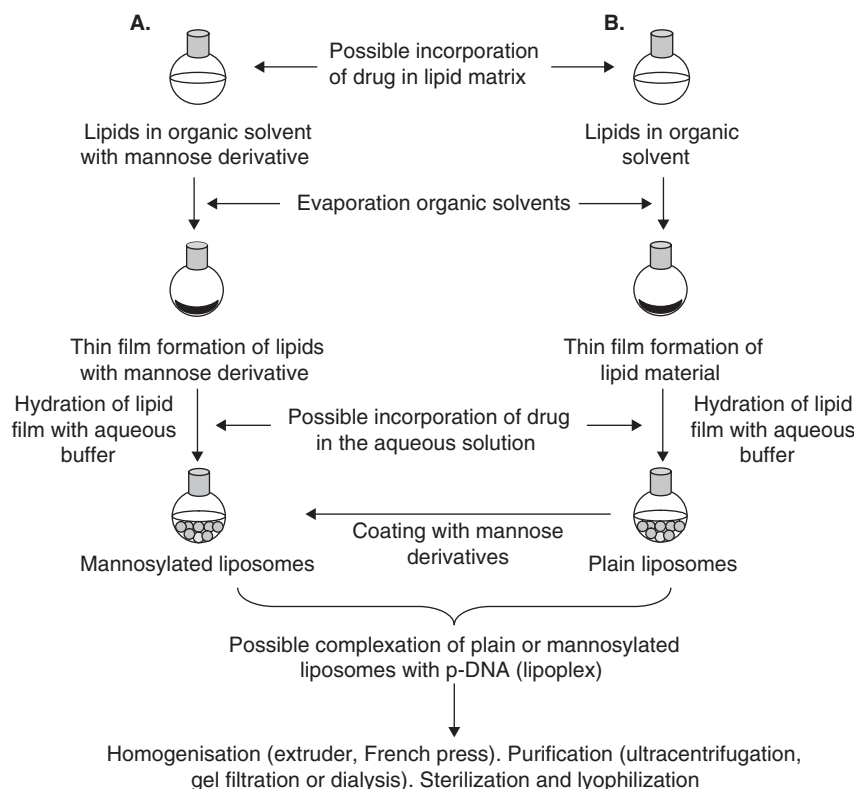 A.
B.
Possible incorporation
of drug in lipid matrix
Lipids in organic solvent
with mannose derivative
Lipids in organic
solvent
Evaporation organic solvents
Thin film formation of lipids
with mannose derivative
Thin film formation of
lipid material
Hydration of lipid
film with aqueous
buffer
Possible incorporation of drug
in the aqueous solution
Hydration of lipid
film with aqueous
buffer
Coating with mannose
derivatives
Mannosylated liposomes
Plain liposomes
Possible complexation of plain or mannosylated
liposomes with p-DNA (lipoplex)
Homogenisation (extruder, French press). Purification (ultracentrifugation,
gel filtration or dialysis). Sterilization and lyophilization